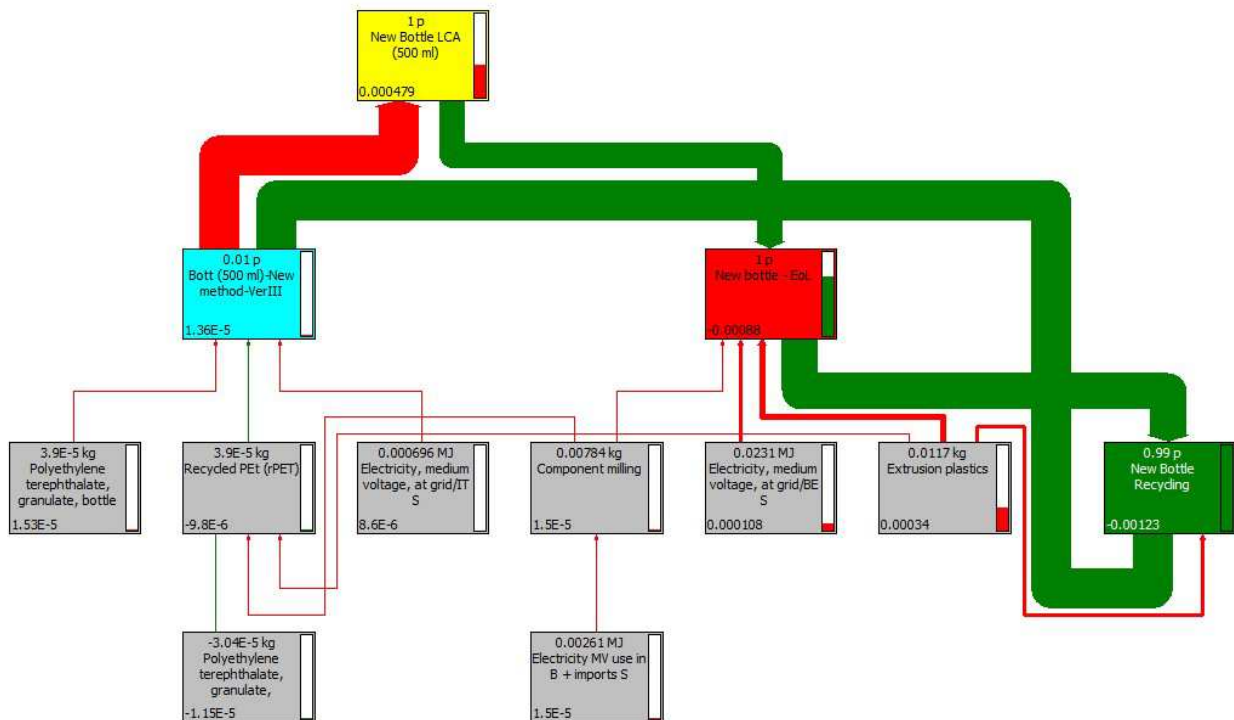 1 p
New Bottle LCA
(500 ml)
0.000479
0.01 p
Bott (500 ml)-New
method-VerIII
1.36E-5
1 p
New bottle - EoL
-0.00088
3.9E-5 kg
Polyethylene
terephthalate,
granulate, bottle
1.53E-5
3.9E-5 kg
Recycled PEt (rPET)
-9.8E-6
0.000696 MJ
Electricity, medium
voltage, at grid/IT
S
8.6E-6
0.00784 kg
Component milling
1.5E-5
0.0231 MJ
Electricity, medium
voltage, at grid/BE
S
0.000108
0.0117 kg
Extrusion plastics
0.00034
0.99 p
New Bottle
Recycling
-0.00123
-3.04E-5 kg
Polyethylene
terephthalate,
granulate,
-1.15E-5
0.00261 MJ
Electricity MV use in
B + imports S
1.5E-5